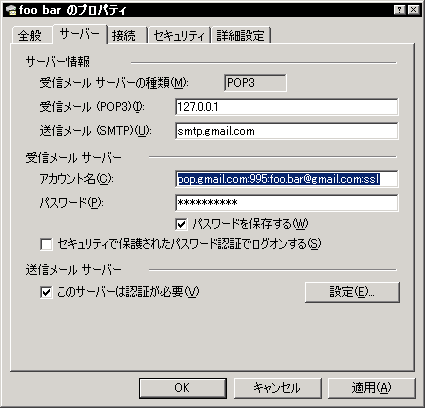 foo bar のプロパティ
全般 サーバー 接続 セキュリティ 詳細設定
サーバー情報
受信メール サーバーの種類(M): POP3
受信メール (POP3)(I): 127.0.0.1
送信メール (SMTP)(U): smtp.gmail.com
受信メール サーバー
アカウント名(C): pop.gmail.com:995:foo.bar@gmail.com:ssl
パスワード(P): **********
パスワードを保存する(W)
セキュリティで保護されたパスワード認証でログオンする(S)
送信メール サーバー
このサーバーは認証が必要(V) 設定(E)...
OK キャンセル 適用(A)